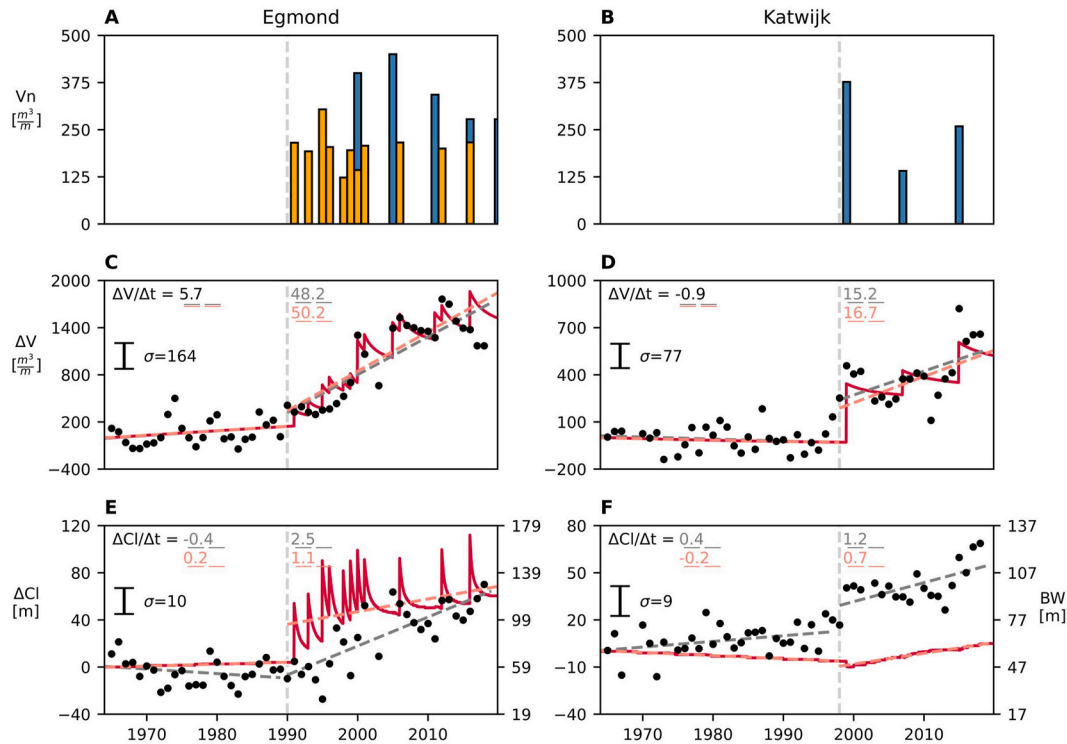 A Egmond
B Katwijk
500 500
375 375
Vn
[m³/m]
250 250
125 125
0 0
C
D
2000 1000
ΔV/Δt = 5.7 48.2
50.2
ΔV/Δt = -0.9 15.2
16.7
1400 700
ΔV
[m³/m]
σ=164
σ=77
800 400
200 100
−400 −200
E
F
120 179 80 137
ΔCl/Δt = -0.4 2.5
0.2 1.1
ΔCl/Δt = 0.4 1.2
-0.2 0.7
80 139 50 107
ΔCl
[m]
BW
[m]
σ=10
σ=9
40 99 20 77
0 59 −10 47
−40 19 −40 17
1970 1980 1990 2000 2010
1970 1980 1990 2000 2010